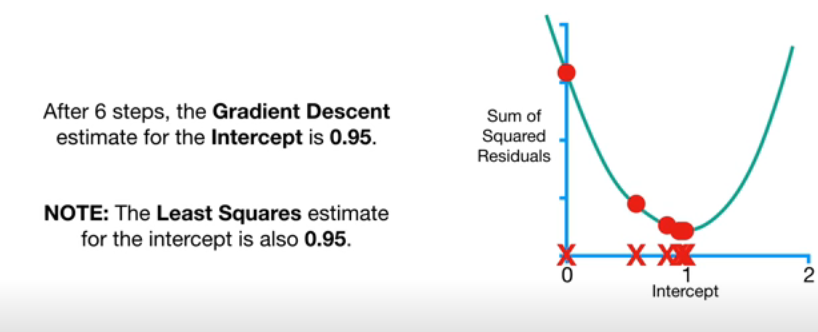 After 6 steps, the Gradient Descent
estimate for the Intercept is 0.95.
NOTE: The Least Squares estimate
for the intercept is also 0.95.
Sum of
Squared
Residuals
0
1
2
Intercept